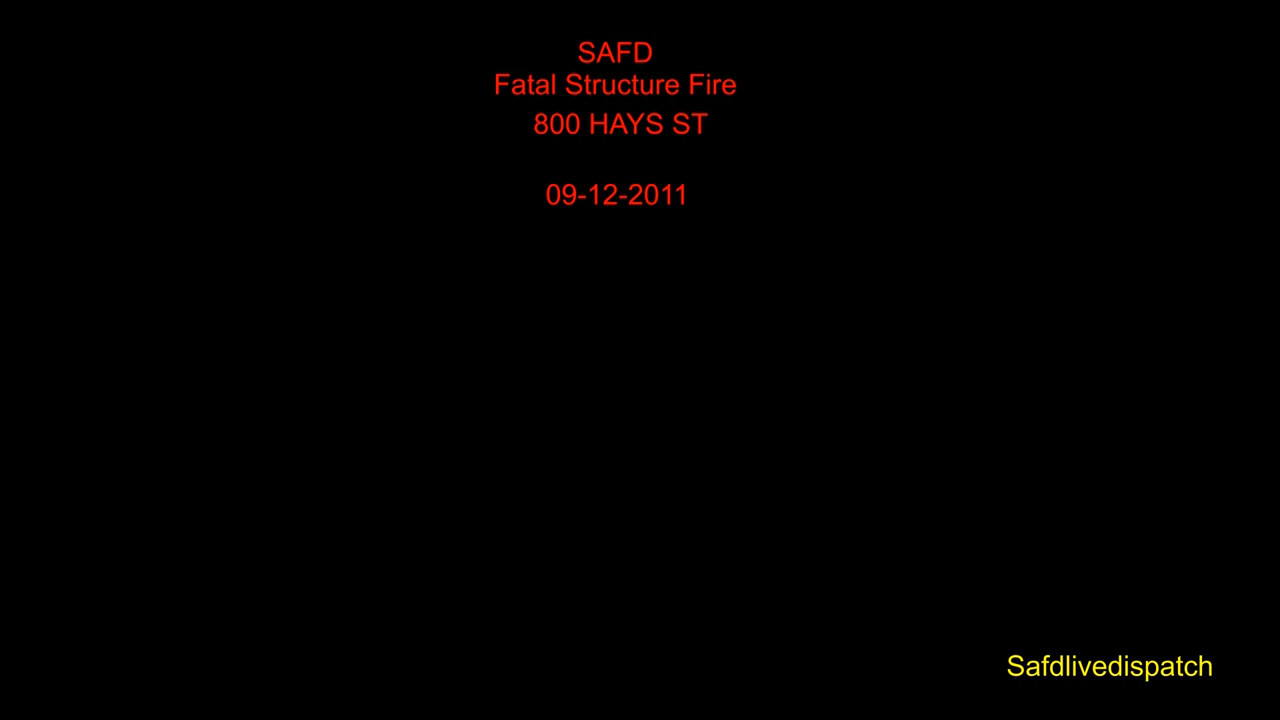 SAFD
Fatal Structure Fire
800 HAYS ST
09-12-2011
Safdlivedispatch